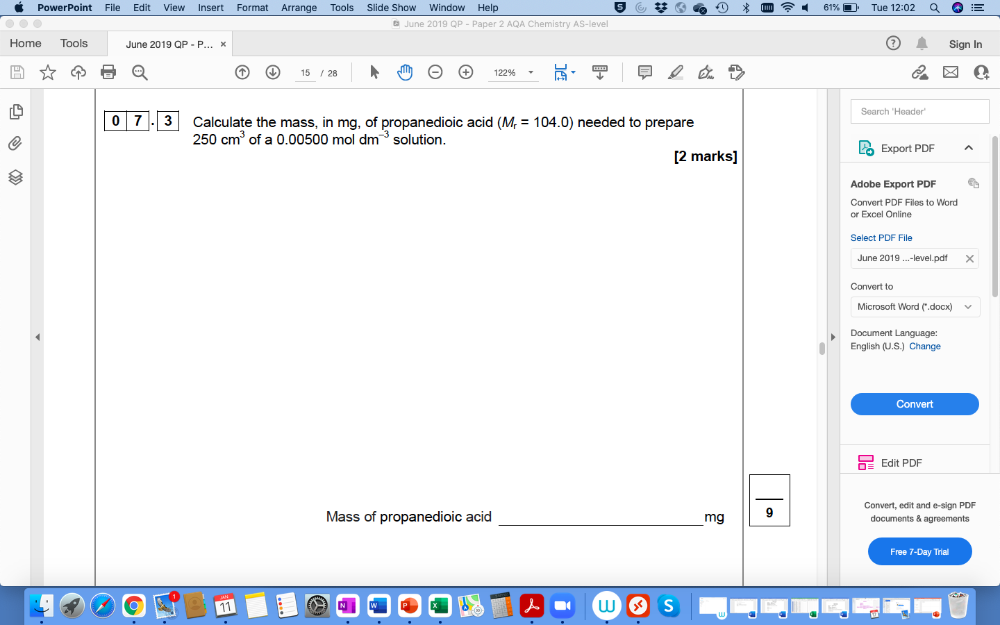 PowerPoint File Edit View Insert Format Arrange Tools Slide Show Window Help 61% Tue 12:02
June 2019 QP - Paper 2 AQA Chemistry AS-level
Home Tools June 2019 QP - P... × Sign In
15 / 28 122%
0 7 . 3 Calculate the mass, in mg, of propanedioic acid (Mr = 104.0) needed to prepare
250 cm³ of a 0.00500 mol dm⁻³ solution.
[2 marks]
Mass of propanedioic acid ____ mg
9
Search 'Header'
Export PDF
Adobe Export PDF
Convert PDF Files to Word
or Excel Online
Select PDF File
June 2019 ...-level.pdf
Convert to
Microsoft Word (*.docx)
Document Language:
English (U.S.) Change
Convert
Edit PDF
Convert, edit and e-sign PDF
documents & agreements
Free 7-Day Trial
1
JAN
11